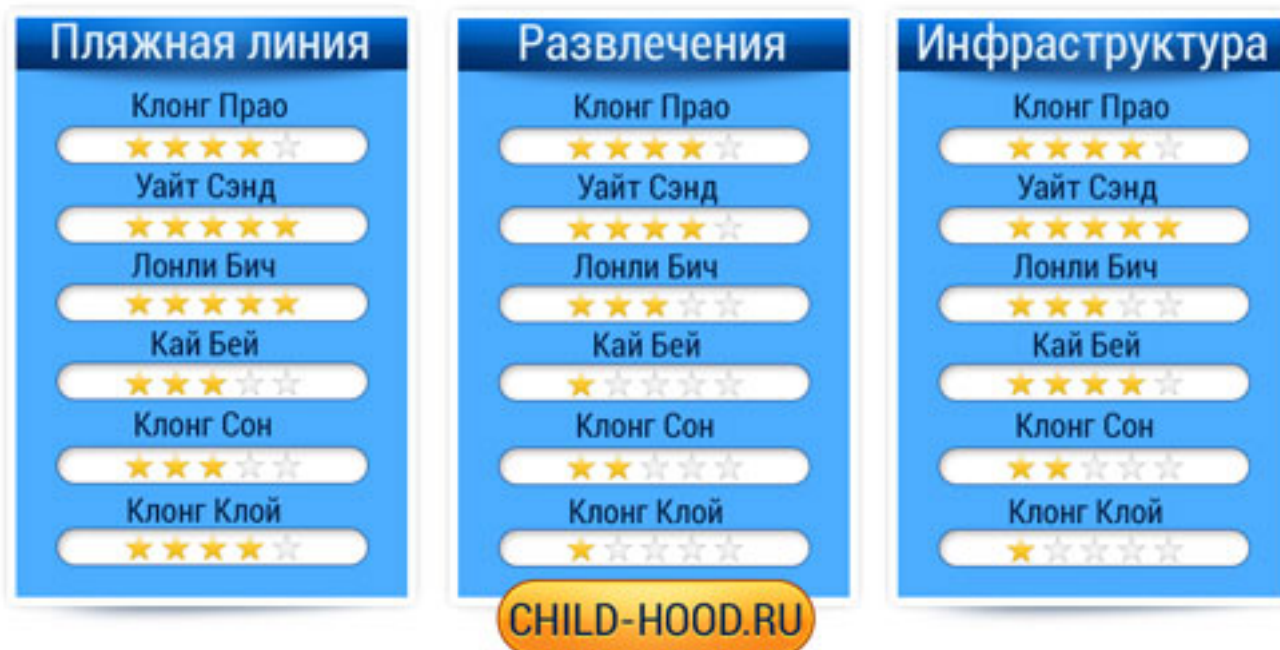 Пляжная линия
Клонг Прао
Уайт Сэнд
Лонли Бич
Кай Бей
Клонг Сон
Клонг Клой
Развлечения
Клонг Прао
Уайт Сэнд
Лонли Бич
Кай Бей
Клонг Сон
Клонг Клой
Инфраструктура
Клонг Прао
Уайт Сэнд
Лонли Бич
Кай Бей
Клонг Сон
Клонг Клой
CHILD-HOOD.RU